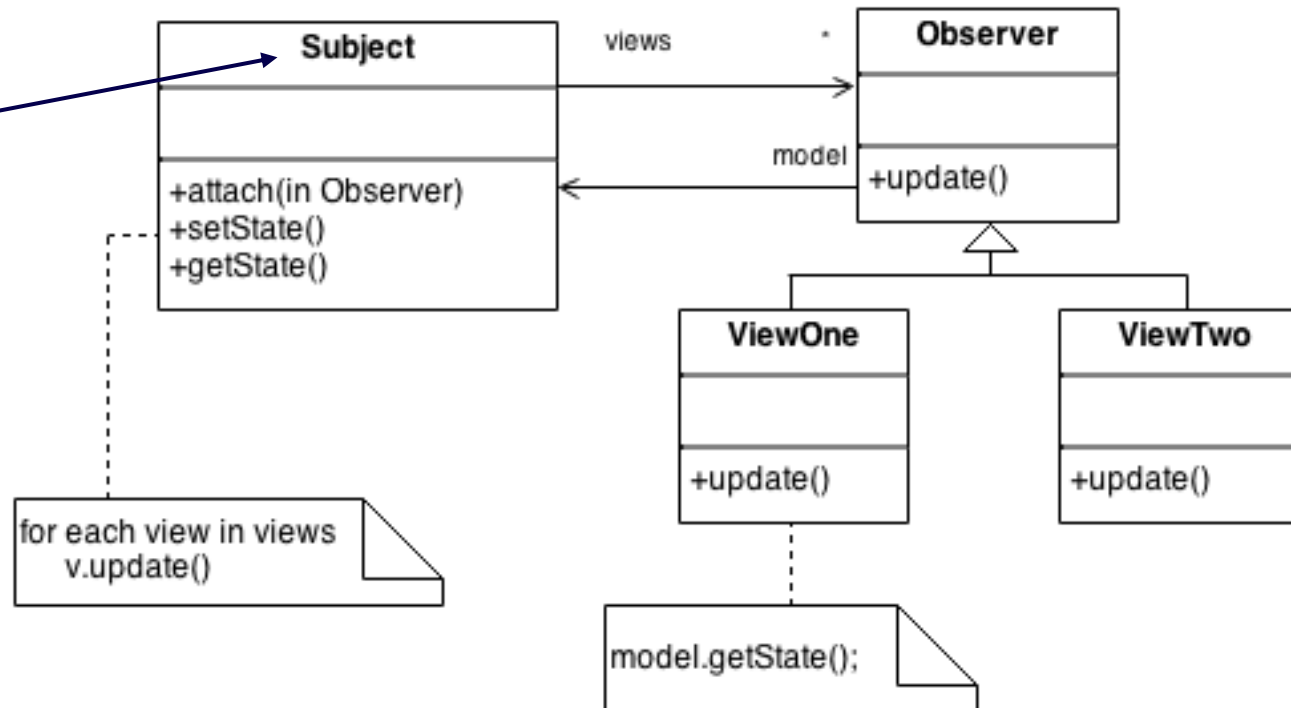 Subject
views
*
Observer
model
+attach(in Observer)
+setState()
+getState()
+update()
ViewOne
ViewTwo
+update()
+update()
for each view in views
v.update()
model.getState();